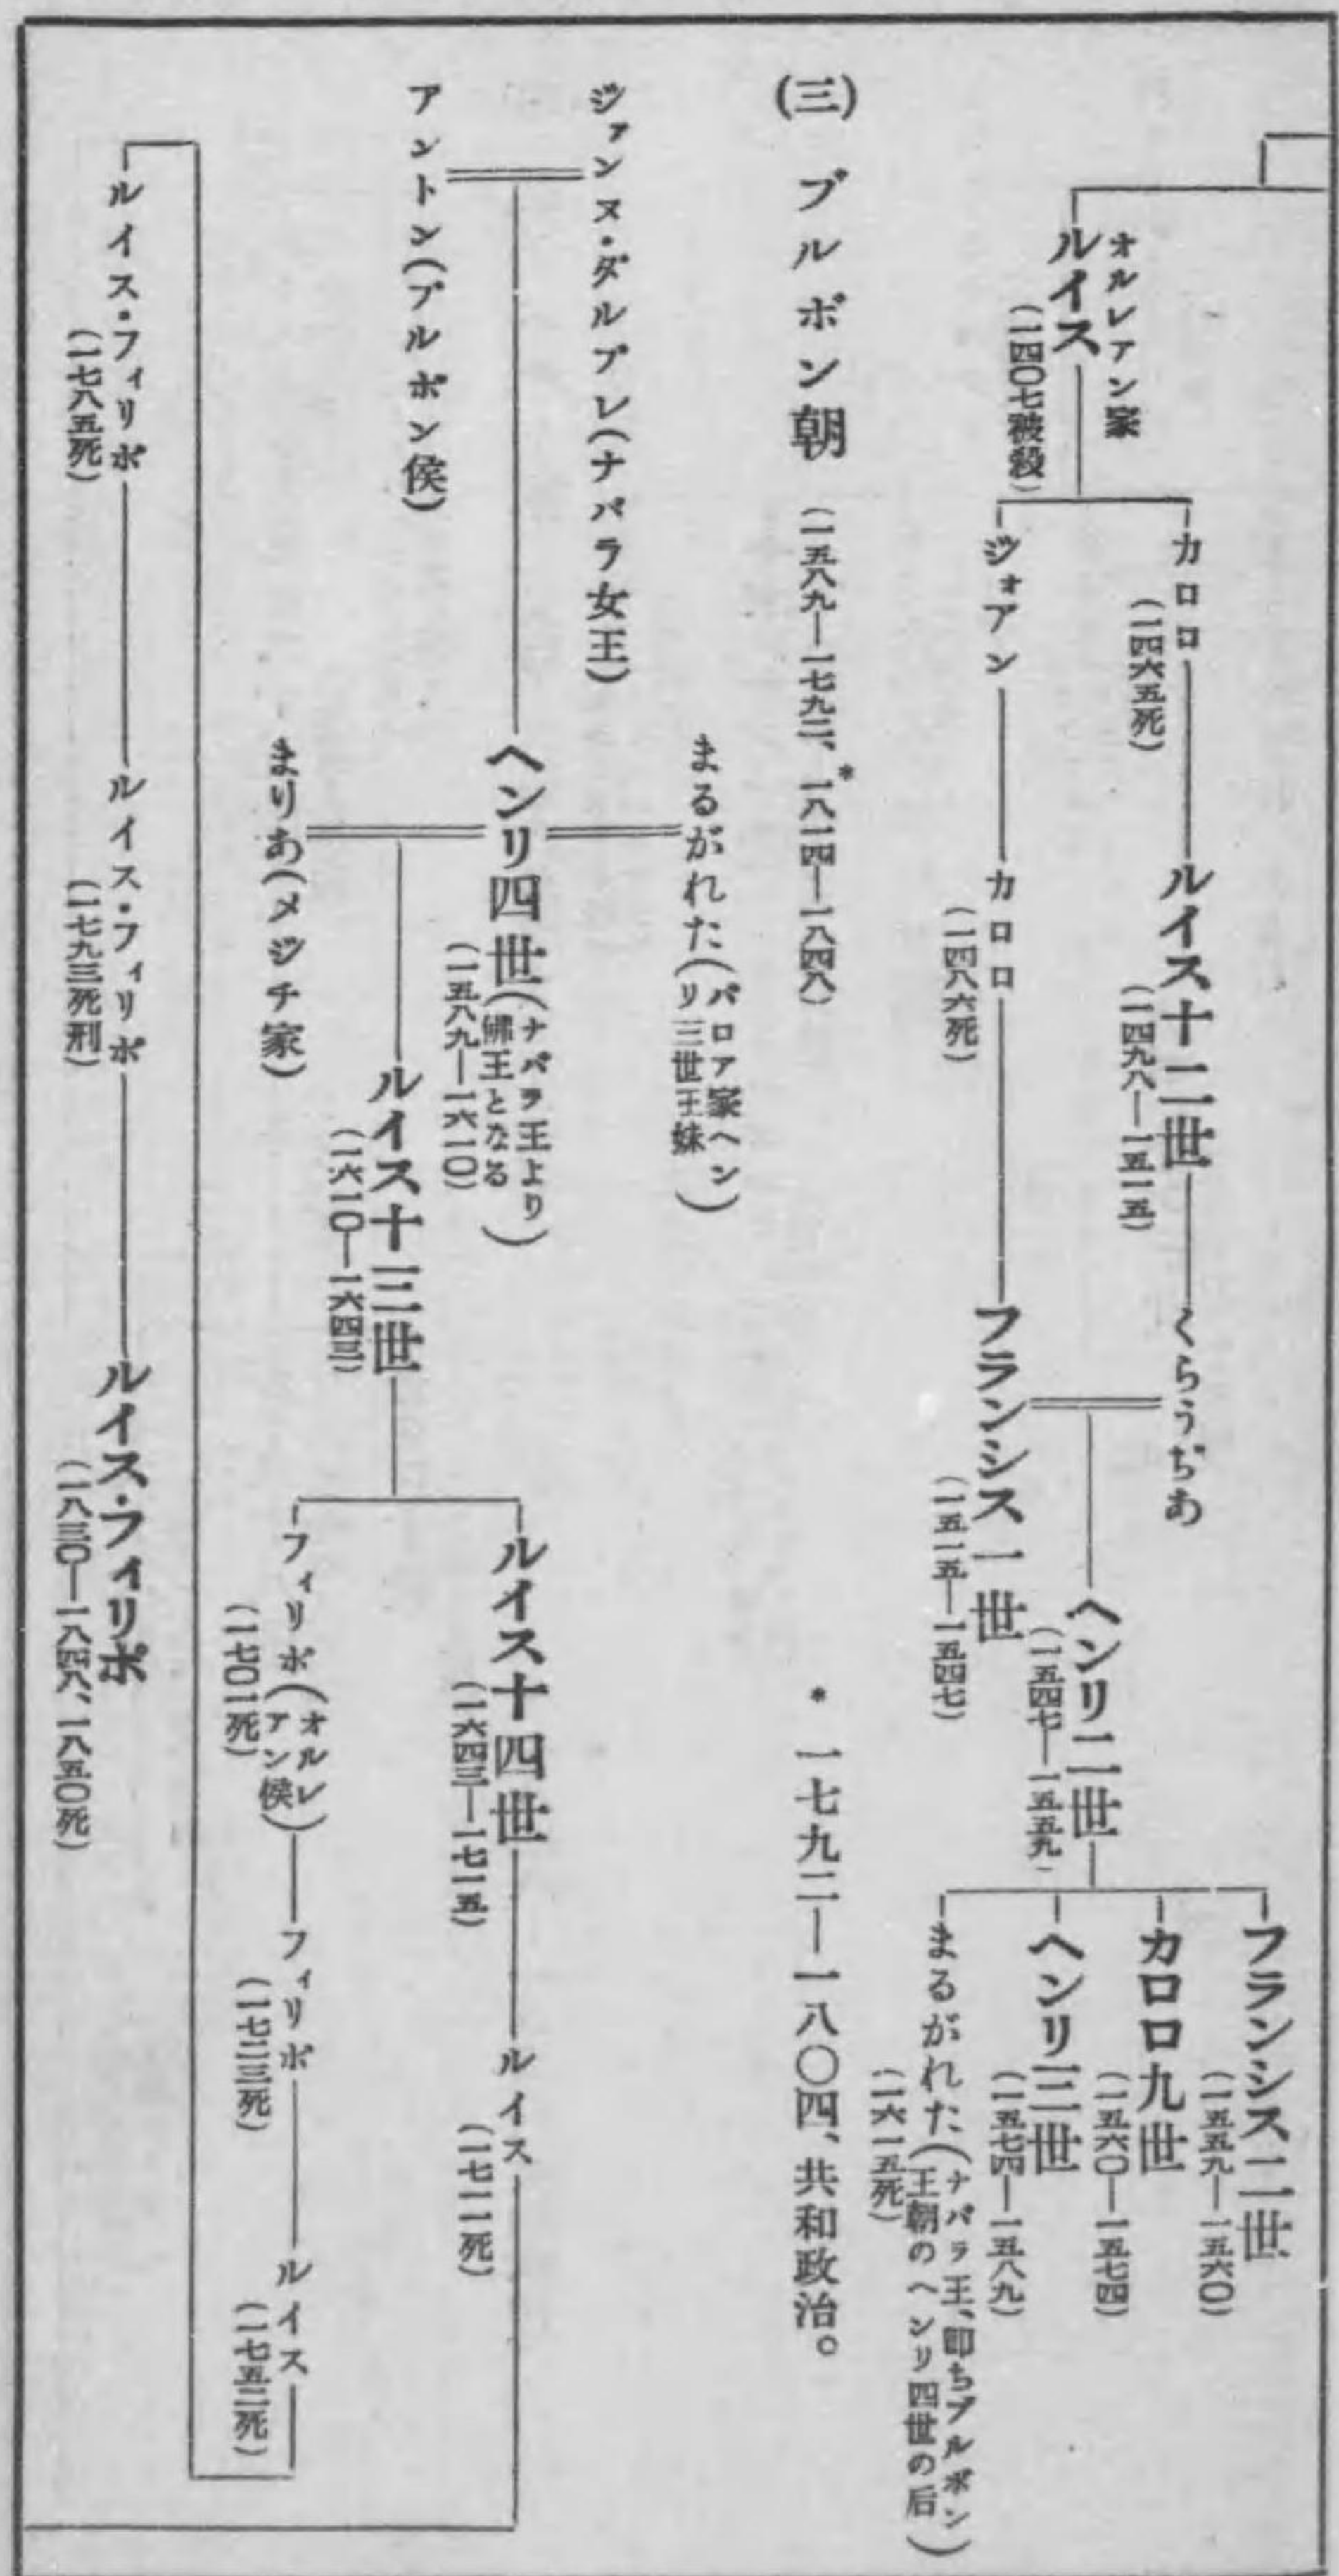 オルレアン家
ルイス
(一四〇七被殺)
カロロ
(一四六五死)
ルイス十二世
(一四九八—一五一五)
くらうぢあ
ジォアン
カロロ
(一四八六死)
フランシス一世
(一五一五—一五四七)
ヘンリ二世
(一五四七—一五五九)
フランシス二世
(一五五九—一五六〇)
カロロ九世
(一五六〇—一五七四)
ヘンリ三世
(一五七四—一五八九)
まるがれた(ナバラ王、即ちブルボン
王朝のヘンリ四世の后)
(一六一五死)
(三) ブルボン朝 (一五八九—一七九二、*一八一四—一八四八)
* 一七九二—一八〇四、共和政治。
ジァンヌ・ダルブレ(ナバラ女王)
アントン(ブルボン侯)
まるがれた(バロア家ヘン
リ三世王妹)
ヘンリ四世(ナバラ王より
佛王となる)
(一五八九—一六一〇)
まりあ(メジチ家)
ルイス十三世
(一六一〇—一六四三)
ルイス十四世
(一六四三—一七一五)
ルイス
(一七一一死)
フィリポ(オルレ
アン侯)
(一七〇一死)
フィリポ
(一七二三死)
ルイス
(一七五二死)
ルイス・フィリポ
(一七八五死)
ルイス・フィリポ
(一七九三死刑)
ルイス・フィリポ
(一八三〇—一八四八、一八五〇死)